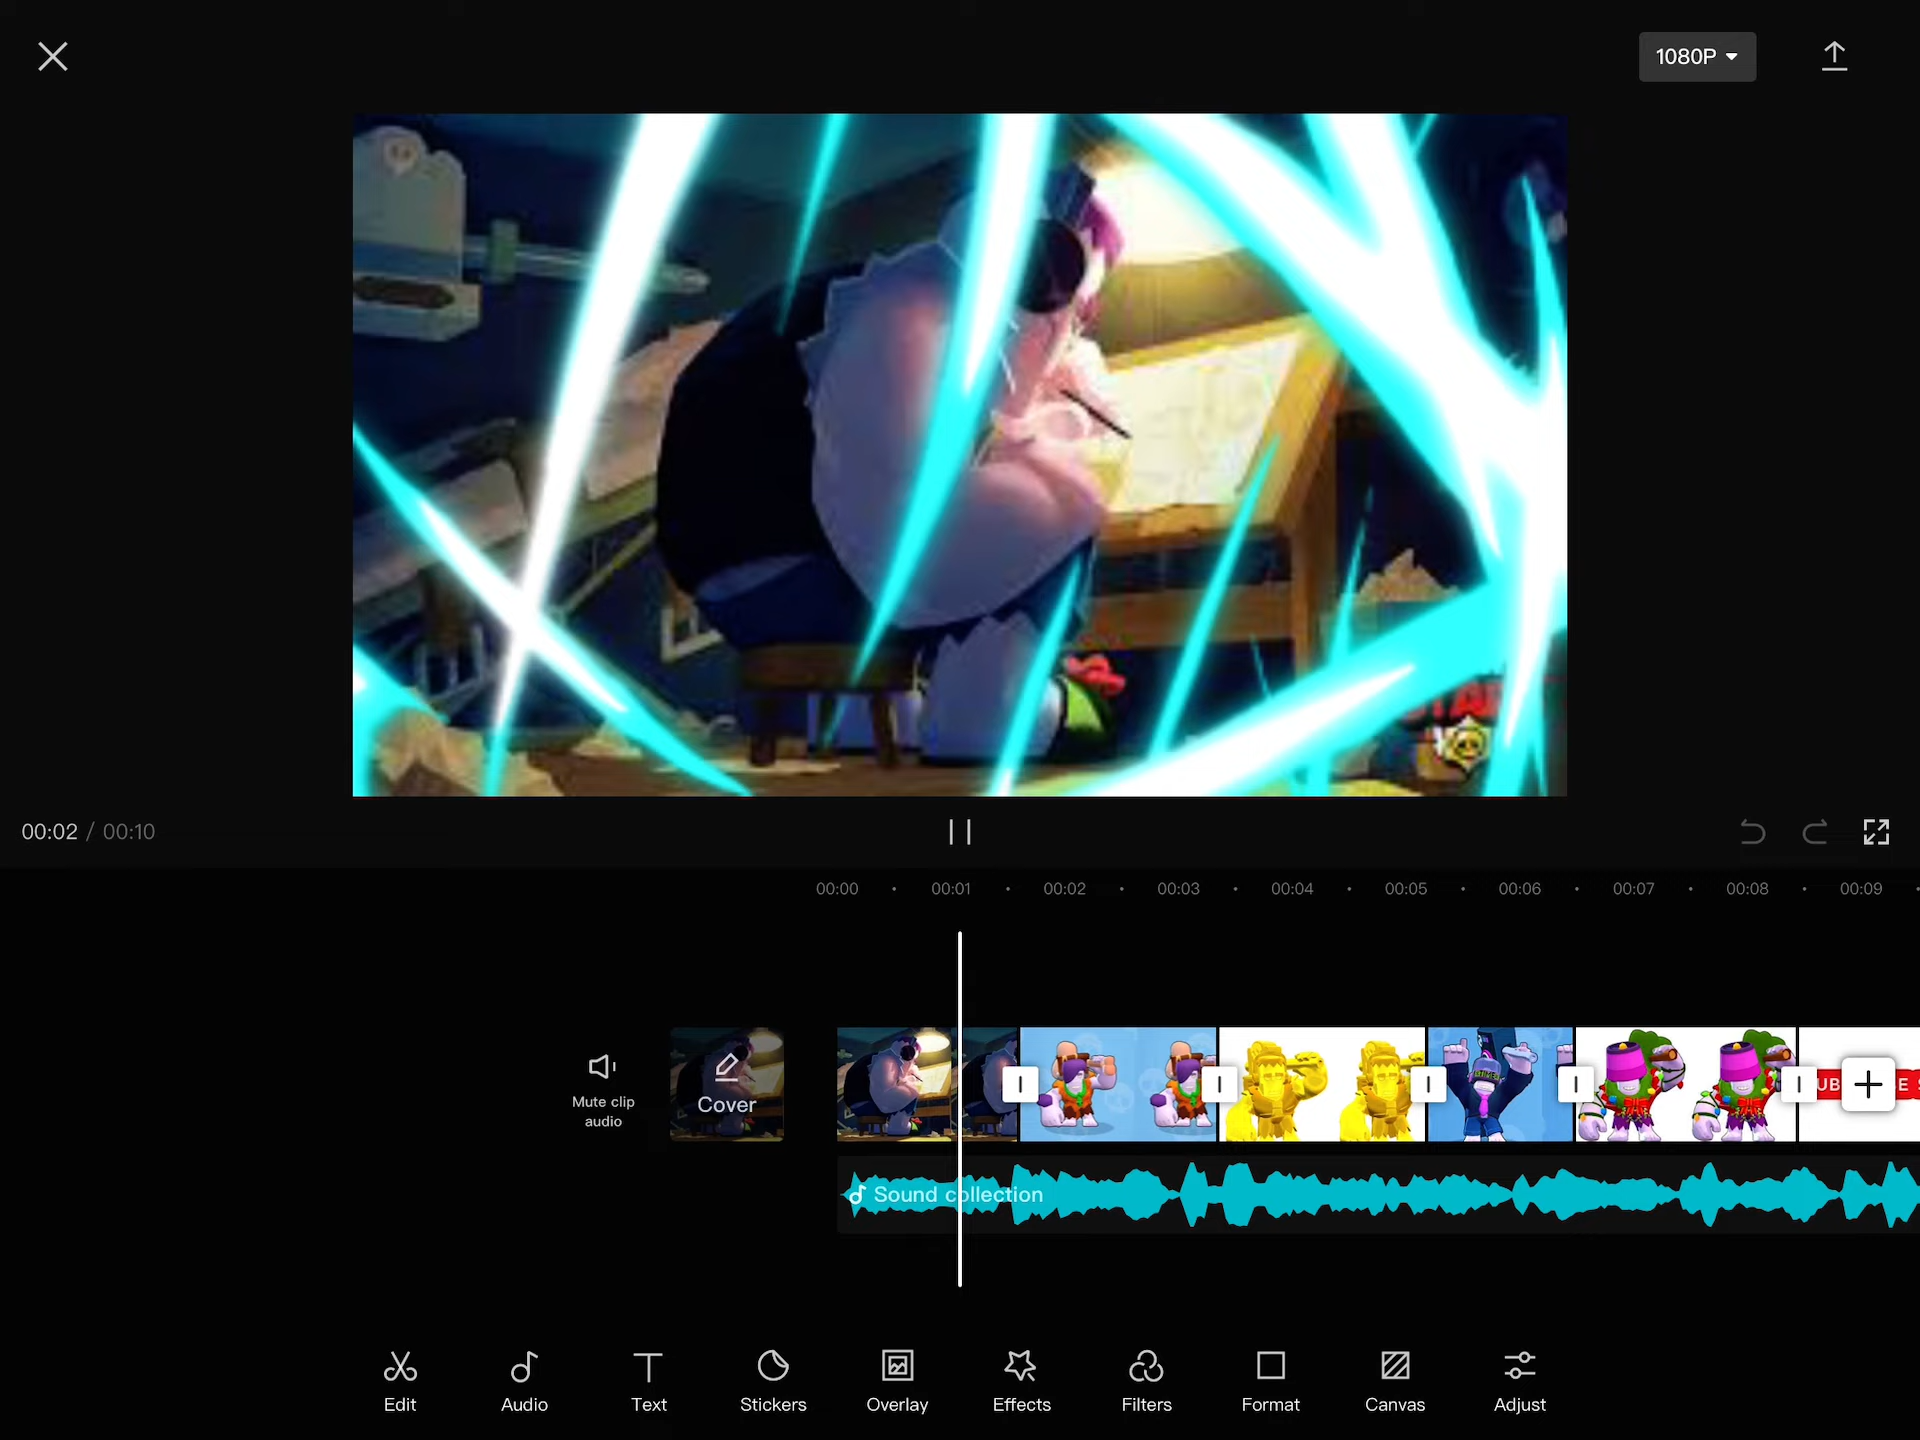 1080P
00:02 / 00:10
00:00 00:01 00:02 00:03 00:04 00:05 00:06 00:07 00:08 00:09
Mute clip
audio
Cover
Sound collection
Edit Audio Text Stickers Overlay Effects Filters Format Canvas Adjust